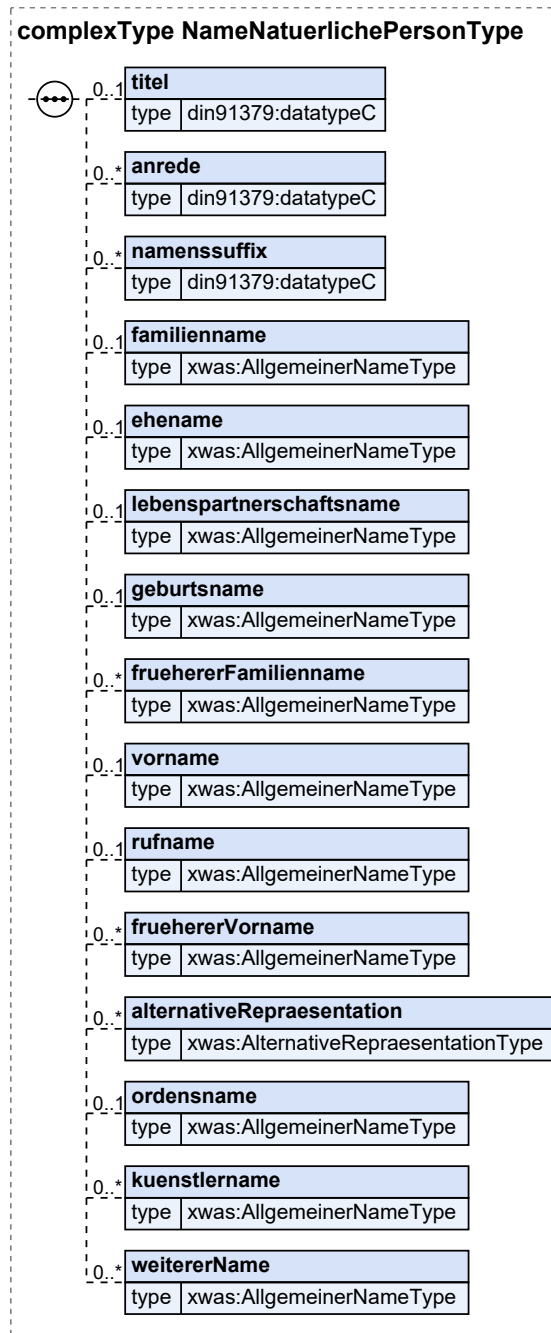 complexType NameNatuerlichePersonType
0..1 titel
type din91379:datatypeC
0..* anrede
type din91379:datatypeC
0..* namenssuffix
type din91379:datatypeC
0..1 familienname
type xwas:AllgemeinerNameType
0..1 ehename
type xwas:AllgemeinerNameType
0..1 lebenspartnerschaftsname
type xwas:AllgemeinerNameType
0..1 geburtsname
type xwas:AllgemeinerNameType
0..* fruehererFamilienname
type xwas:AllgemeinerNameType
0..1 vorname
type xwas:AllgemeinerNameType
0..1 rufname
type xwas:AllgemeinerNameType
0..* fruehererVorname
type xwas:AllgemeinerNameType
0..* alternativeRepraesentation
type xwas:AlternativeRepraesentationType
0..1 ordensname
type xwas:AllgemeinerNameType
0..* kuenstlername
type xwas:AllgemeinerNameType
0..* weitererName
type xwas:AllgemeinerNameType